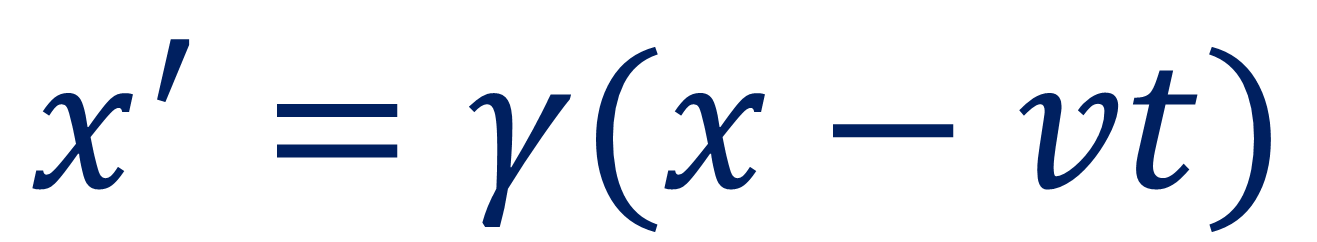 x′ = γ(x − vt)